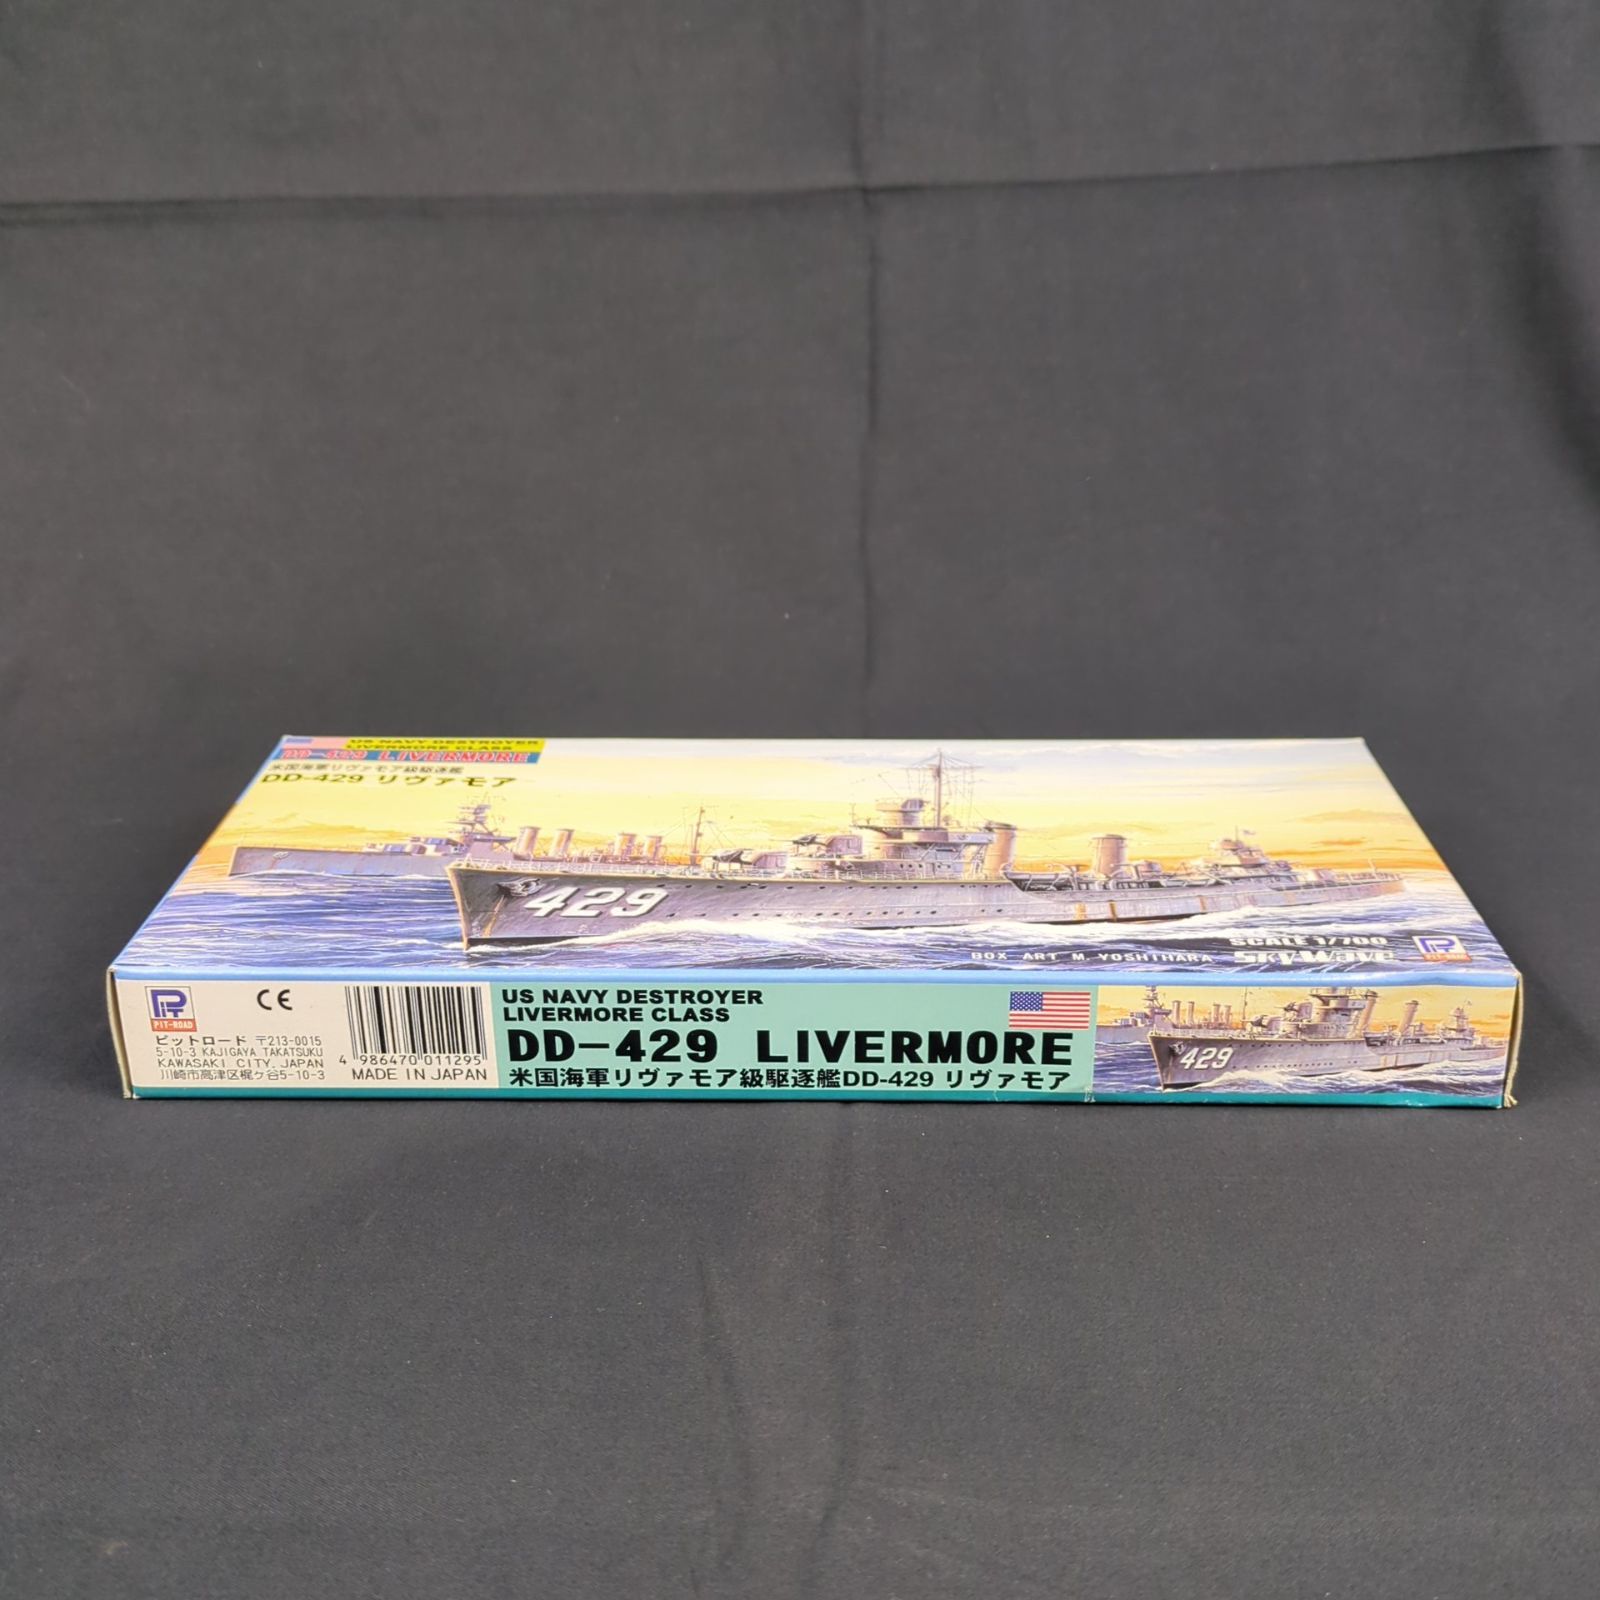 US NAVY DESTROYER
LIVERMORE CLASS
DD-429 LIVERMORE
米国海軍リヴァモア級駆逐艦
DD-429 リヴァモア
429
SCALE 1/700
BOX ART M YOSHIHARA
SkyWave
PIT
PIT-ROAD
PIT
PIT-ROAD
CE
ピットロード 〒213-0015
5-10-3 KAJIGAYA TAKATSUKU
KAWASAKI CITY, JAPAN
川崎市高津区梶ヶ谷5-10-3
4 986470 011295
MADE IN JAPAN
US NAVY DESTROYER
LIVERMORE CLASS
DD-429 LIVERMORE
米国海軍リヴァモア級駆逐艦DD-429 リヴァモア
429